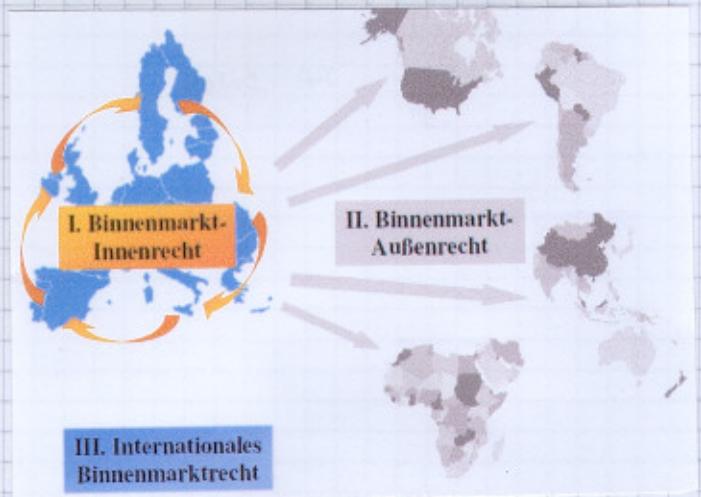 I. Binnenmarkt-
Innenrecht
II. Binnenmarkt-
Außenrecht
III. Internationales
Binnenmarktrecht